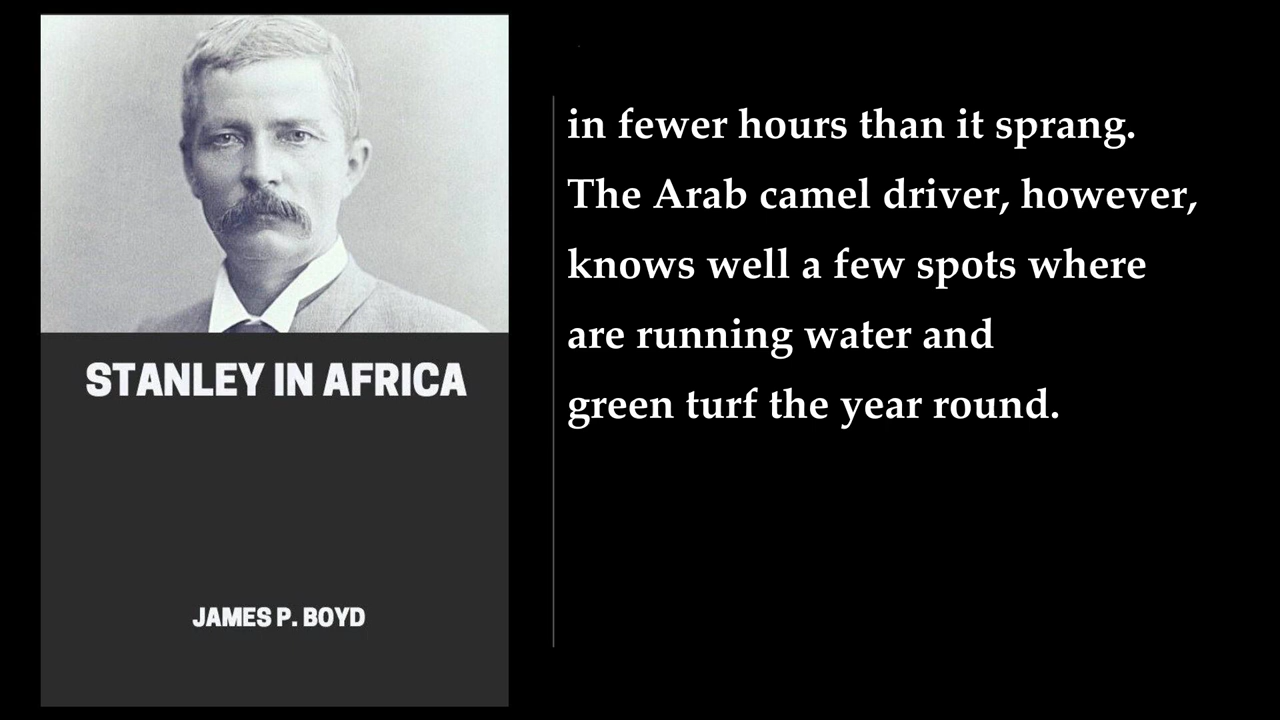 STANLEY IN AFRICA
JAMES P. BOYD
in fewer hours than it sprang.
The Arab camel driver, however,
knows well a few spots where
are running water and
green turf the year round.